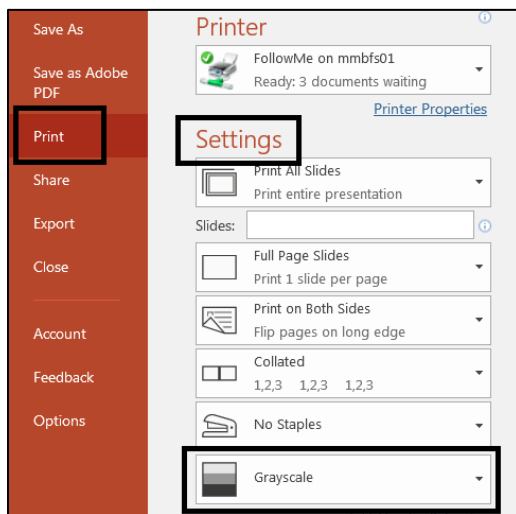 Save As
Save as Adobe
PDF
Print
Share
Export
Close
Account
Feedback
Options
Printer
FollowMe on mmbfs01
Ready: 3 documents waiting
Printer Properties
Settings
Print All Slides
Print entire presentation
Slides:
Full Page Slides
Print 1 slide per page
Print on Both Sides
Flip pages on long edge
Collated
1,2,3 1,2,3 1,2,3
No Staples
Grayscale